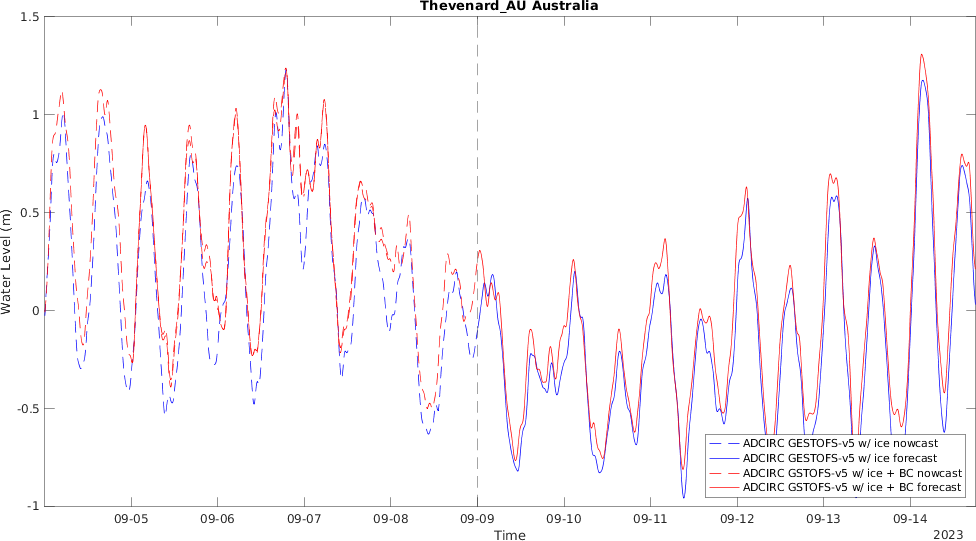 Thevenard_AU Australia
1.5
1
0.5
0
-0.5
-1
Water Level (m)
ADCIRC GESTOFS-v5 w/ ice nowcast
ADCIRC GESTOFS-v5 w/ ice forecast
ADCIRC GSTOFS-v5 w/ ice + BC nowcast
ADCIRC GSTOFS-v5 w/ ice + BC forecast
09-05 09-06 09-07 09-08 09-09 09-10 09-11 09-12 09-13 09-14
Time
2023